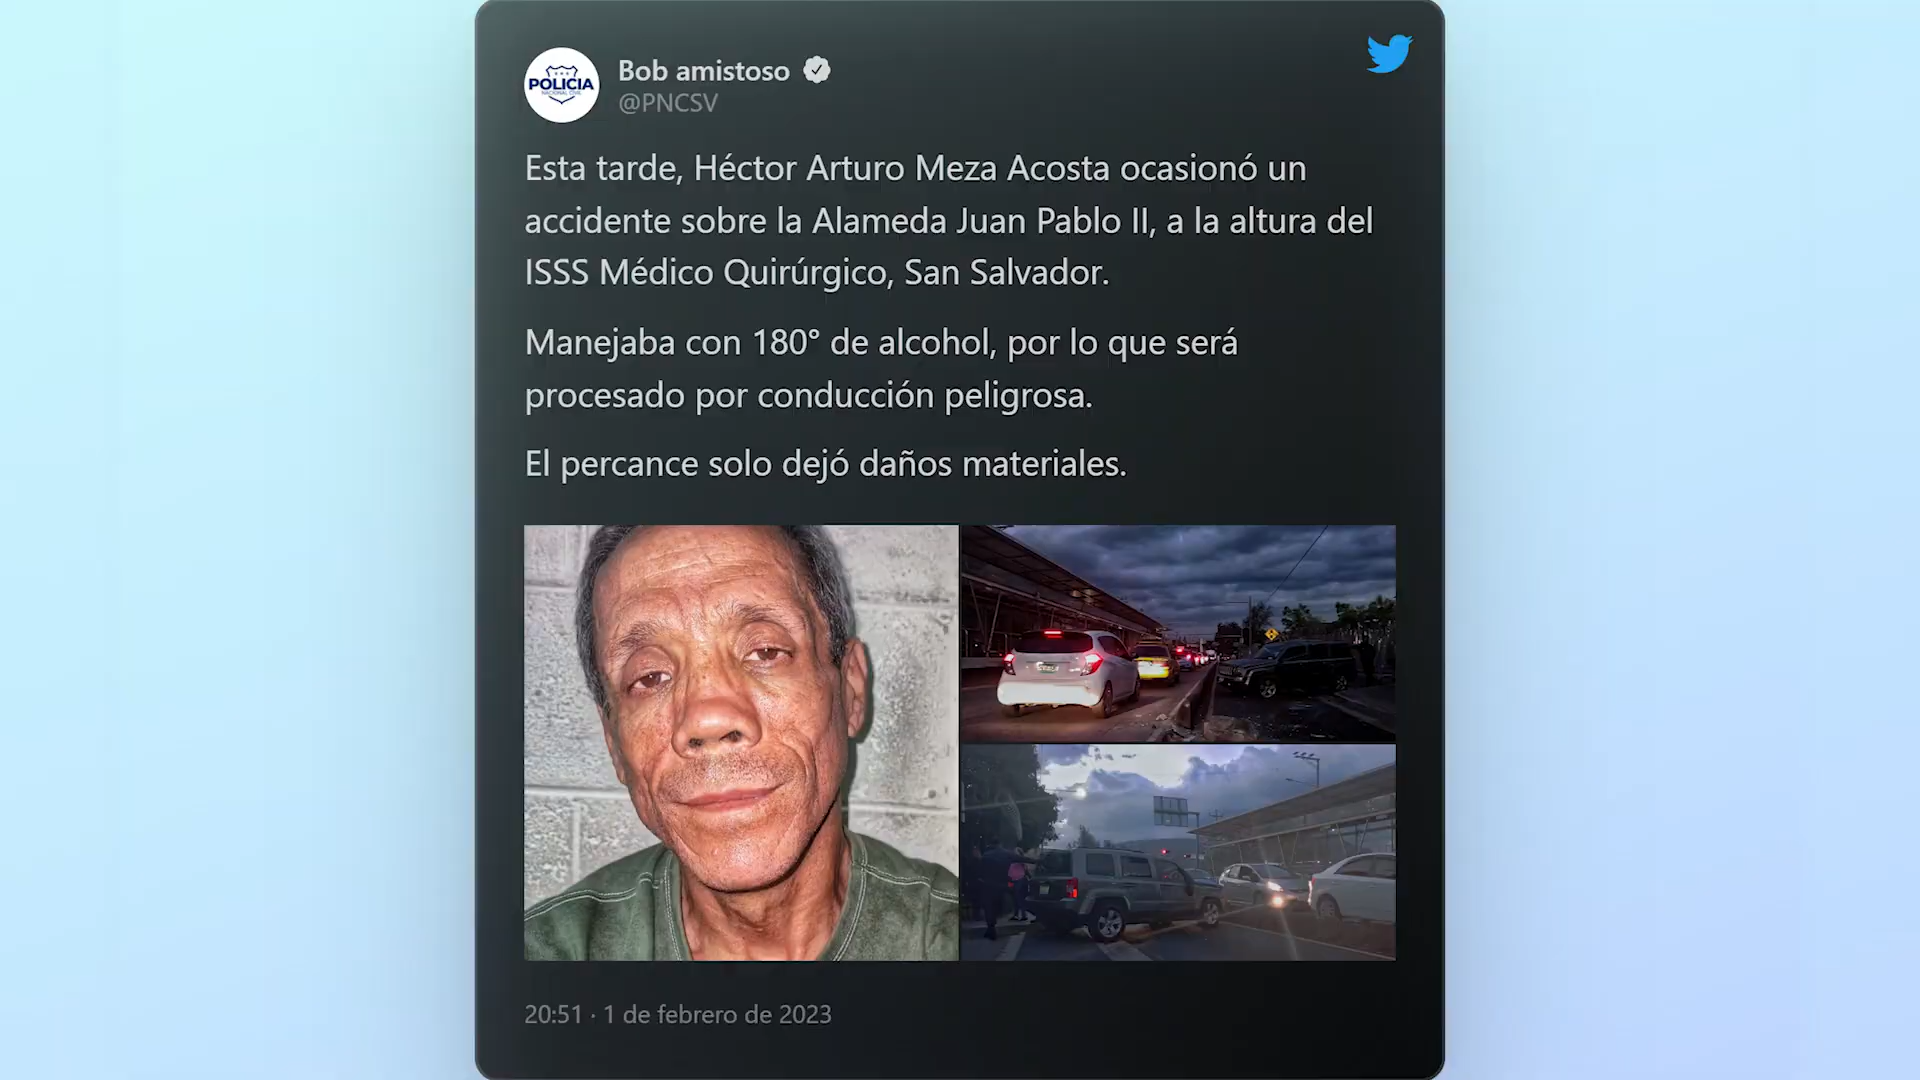 POLICIA
NACIONAL CIVIL
Bob amistoso
@PNCSV
Esta tarde, Héctor Arturo Meza Acosta ocasionó un
accidente sobre la Alameda Juan Pablo II, a la altura del
ISSS Médico Quirúrgico, San Salvador.
Manejaba con 180° de alcohol, por lo que será
procesado por conducción peligrosa.
El percance solo dejó daños materiales.
20:51 · 1 de febrero de 2023